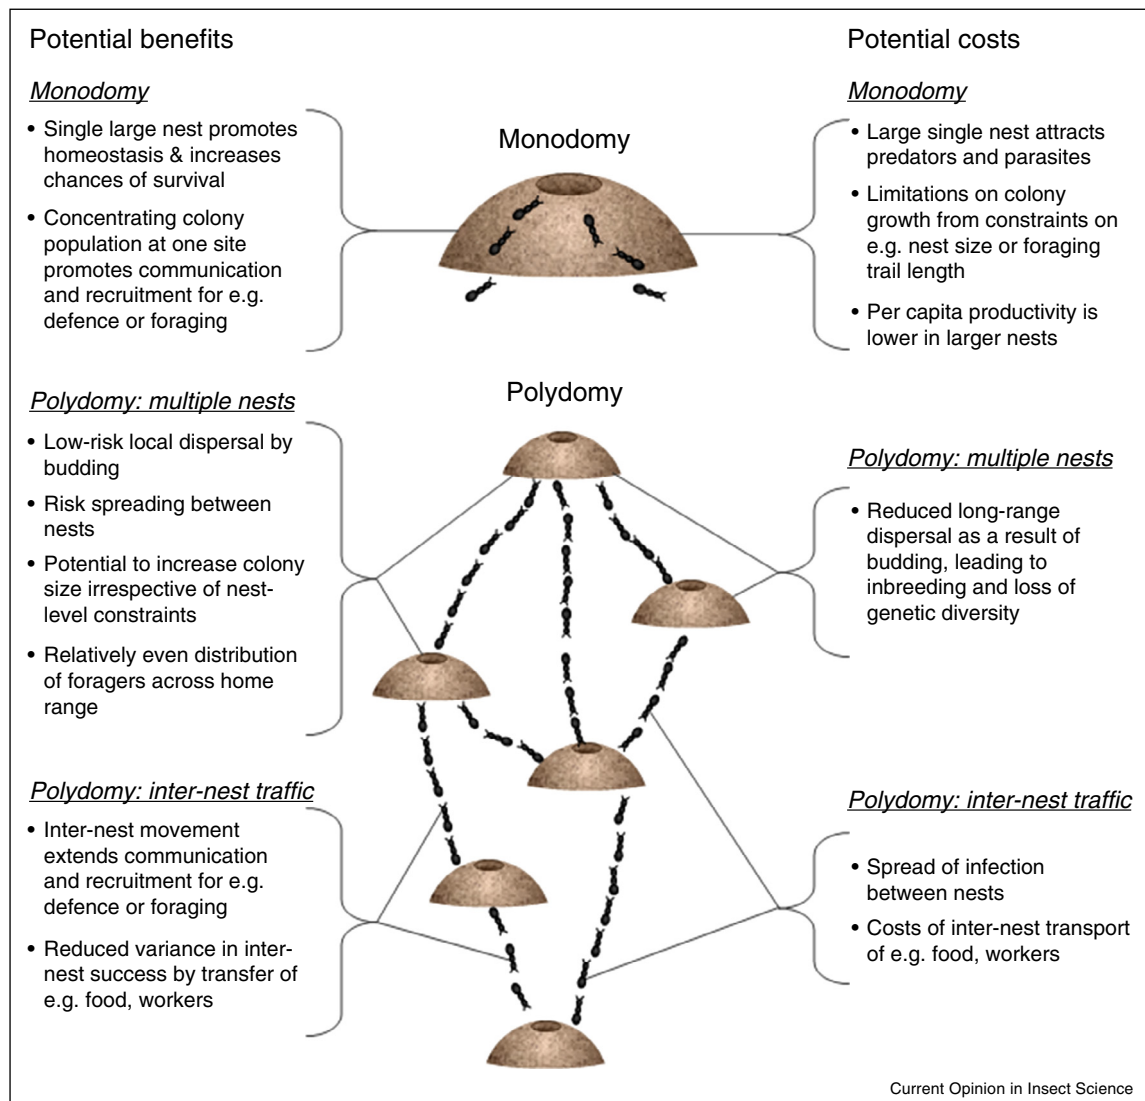 Potential benefits
Monodomy
• Single large nest promotes
homeostasis & increases
chances of survival
• Concentrating colony
population at one site
promotes communication
and recruitment for e.g.
defence or foraging
Polydomy: multiple nests
• Low-risk local dispersal by
budding
• Risk spreading between
nests
• Potential to increase colony
size irrespective of nest-
level constraints
• Relatively even distribution
of foragers across home
range
Polydomy: inter-nest traffic
• Inter-nest movement
extends communication
and recruitment for e.g.
defence or foraging
• Reduced variance in inter-
nest success by transfer of
e.g. food, workers
Monodomy
Polydomy
Potential costs
Monodomy
• Large single nest attracts
predators and parasites
• Limitations on colony
growth from constraints on
e.g. nest size or foraging
trail length
• Per capita productivity is
lower in larger nests
Polydomy: multiple nests
• Reduced long-range
dispersal as a result of
budding, leading to
inbreeding and loss of
genetic diversity
Polydomy: inter-nest traffic
• Spread of infection
between nests
• Costs of inter-nest transport
of e.g. food, workers
Current Opinion in Insect Science